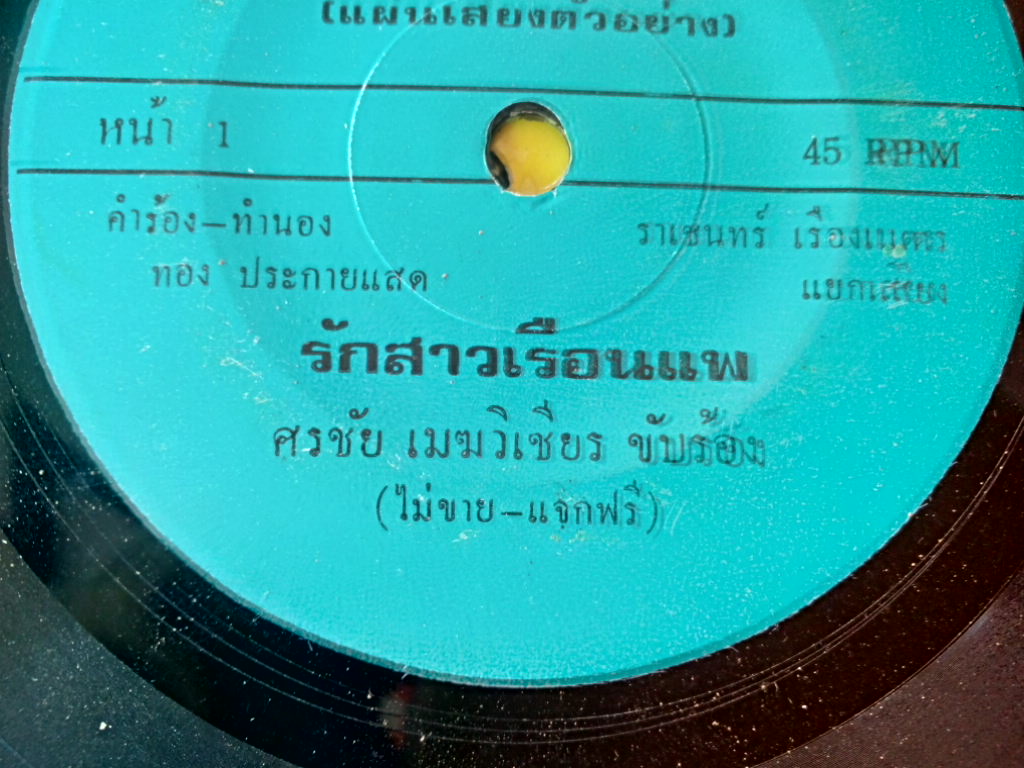 (แผ่นเสียงตัวอย่าง)
หน้า 1 45 RPM
คำร้อง-ทำนอง ราเชนทร์ เรืองเนตร
ทอง ประกายแสด แยกเสียง
รักสาวเรือนแพ
ศรชัย เมฆวิเชียร ขับร้อง
(ไม่ขาย-แจกฟรี)